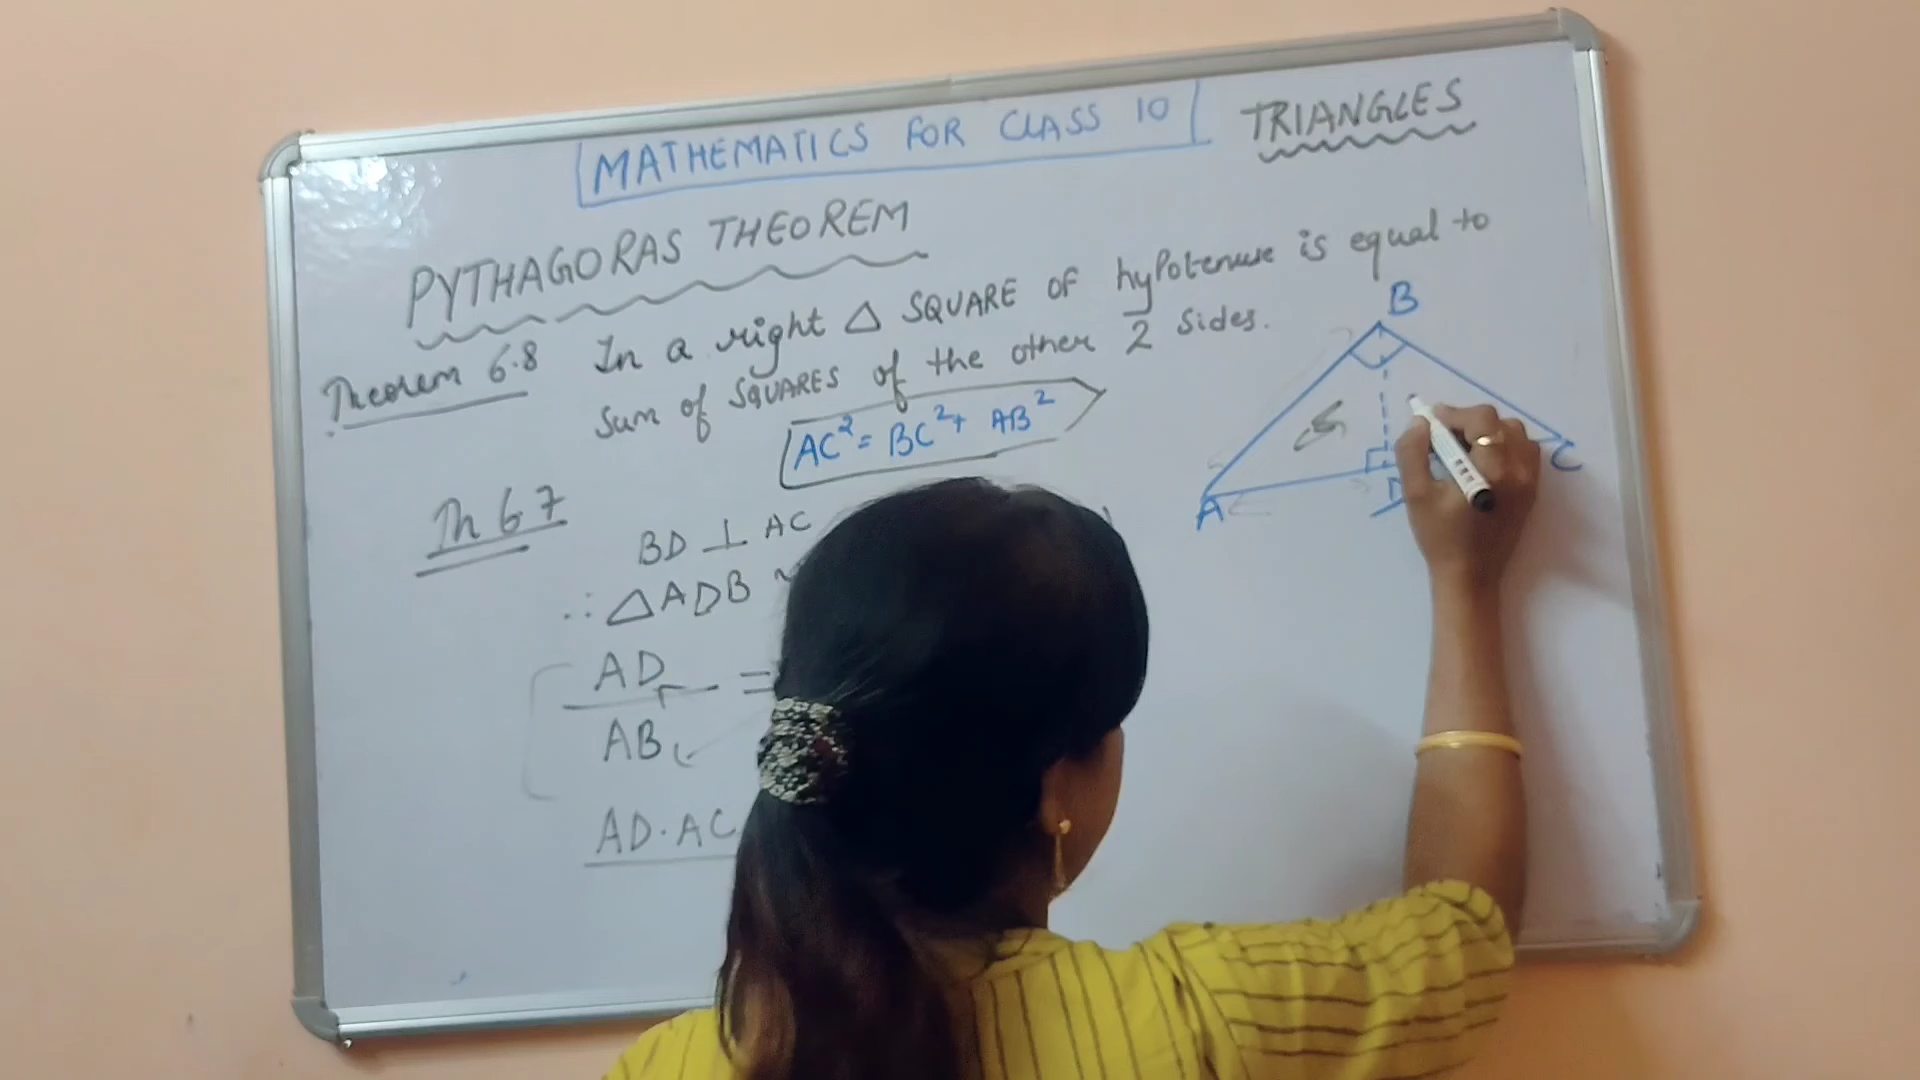 MATHEMATICS FOR CLASS 10
TRIANGLES
PYTHAGORAS THEOREM
Theorem 6.8 In a right △ SQUARE OF hypotenuse is equal to
sum of SQUARES of the other 2 sides.
AC² = BC² + AB²
B
A
D
C
Th 6.7
BD ⊥ AC
∴ △ADB ~
AD =
AB
AD·AC